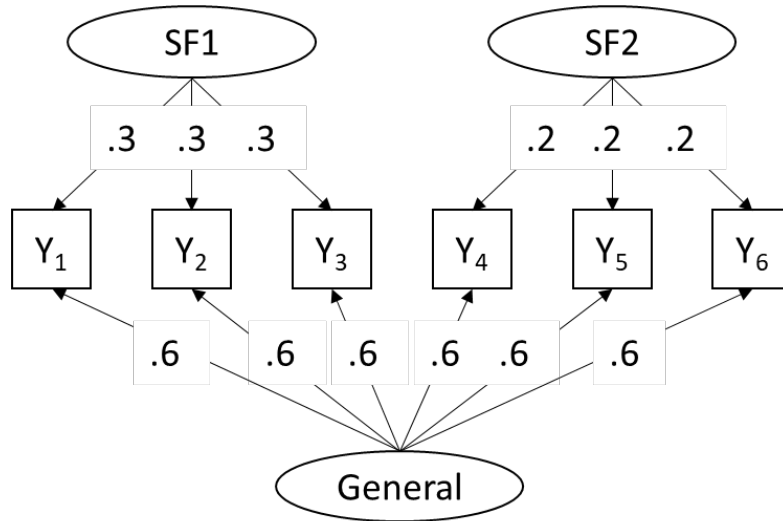 SF1 SF2
.3 .3 .3 .2 .2 .2
Y₁ Y₂ Y₃ Y₄ Y₅ Y₆
.6 .6 .6 .6 .6 .6
General